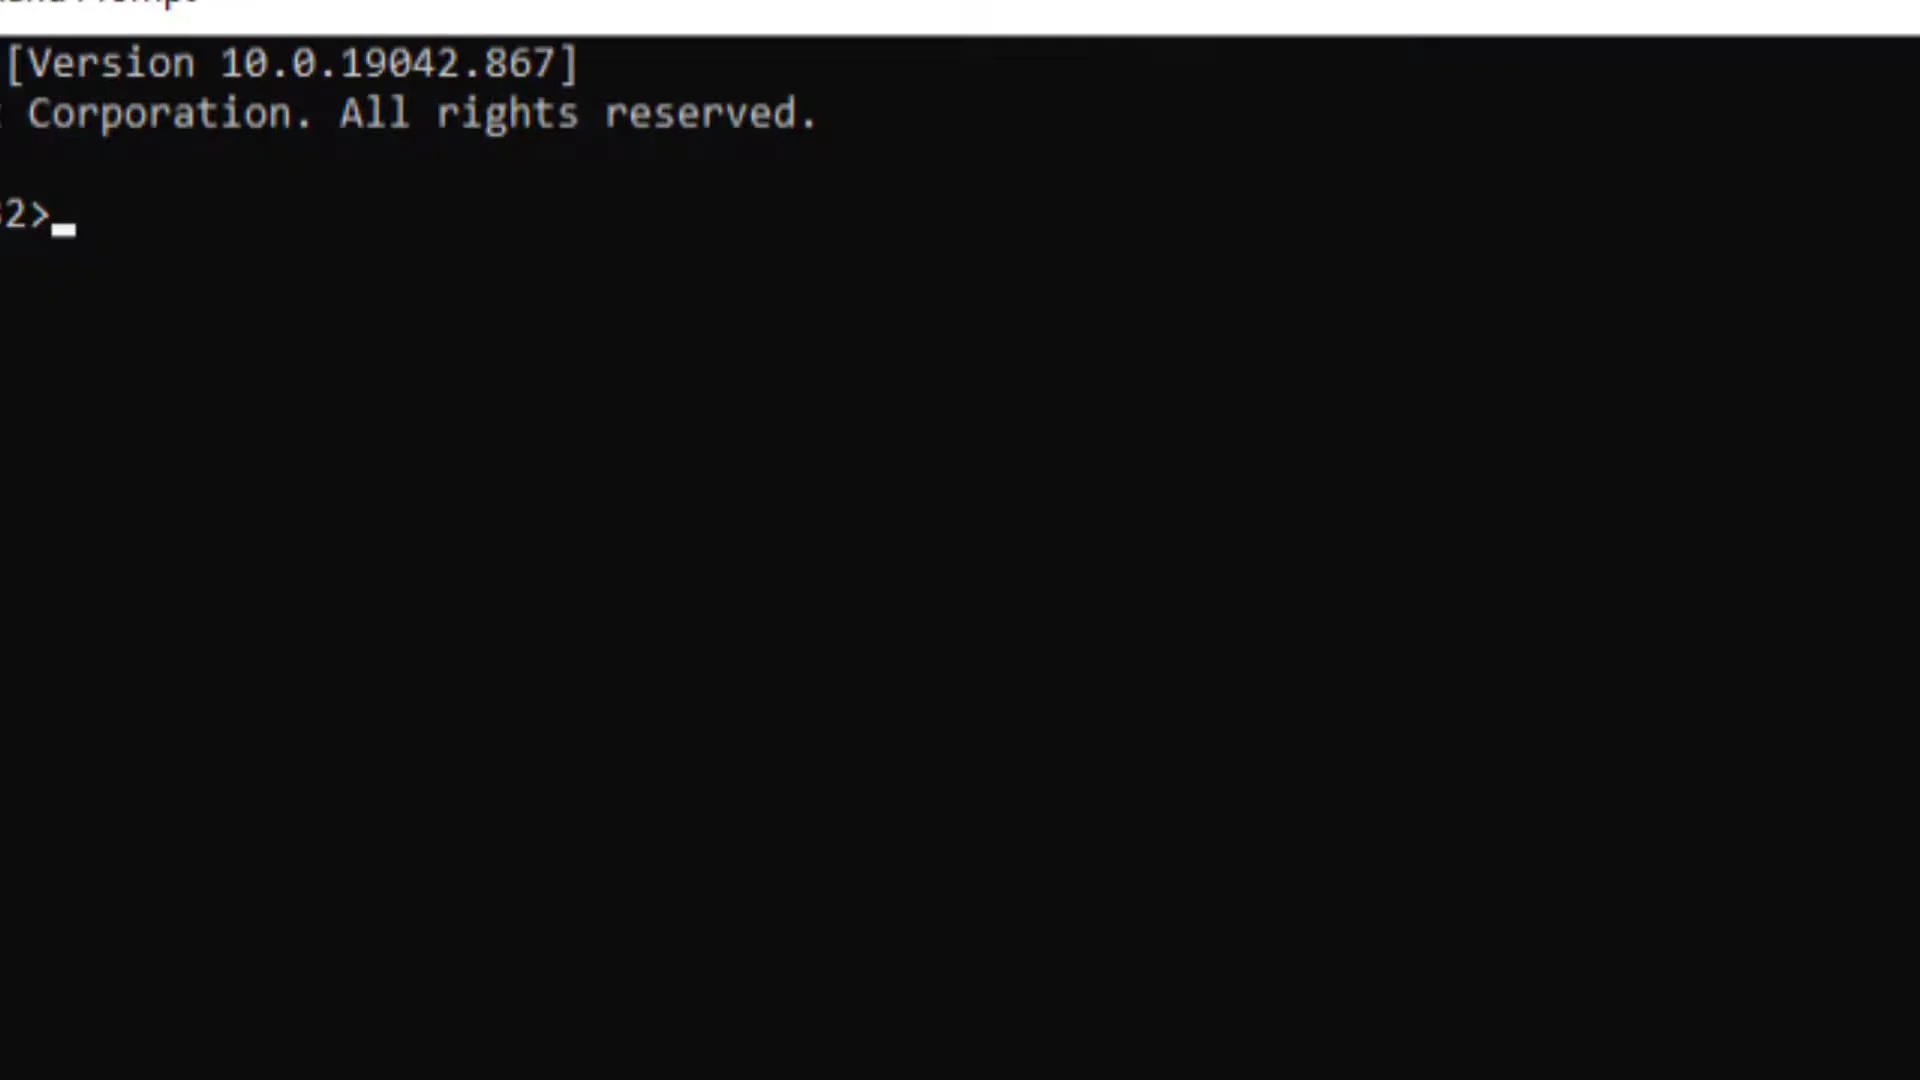 [Version 10.0.19042.867]
Corporation. All rights reserved.
2>